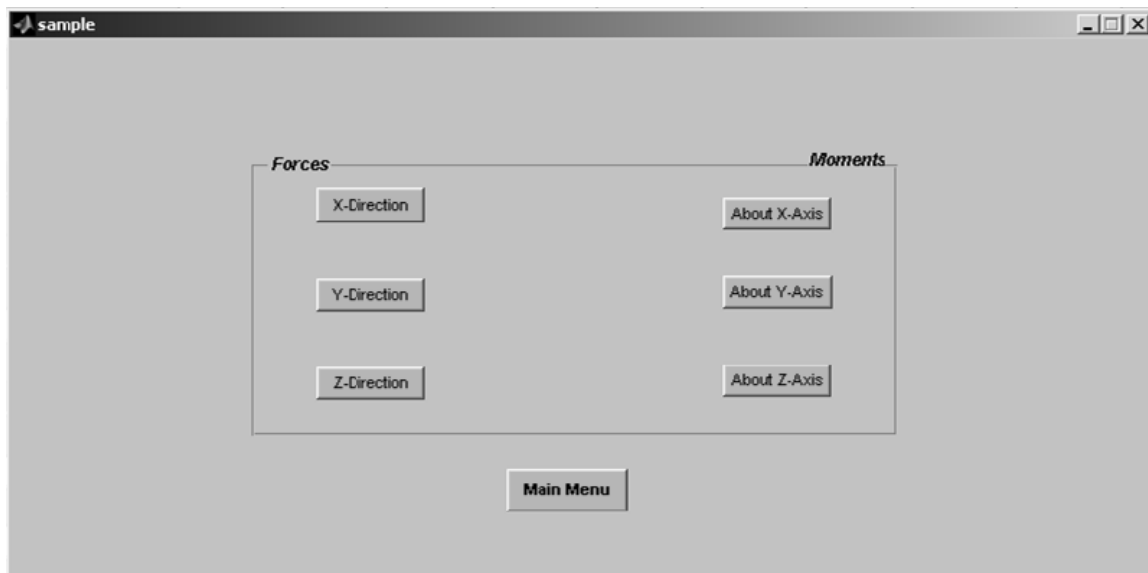 sample
Forces
Moments
X-Direction
About X-Axis
Y-Direction
About Y-Axis
Z-Direction
About Z-Axis
Main Menu